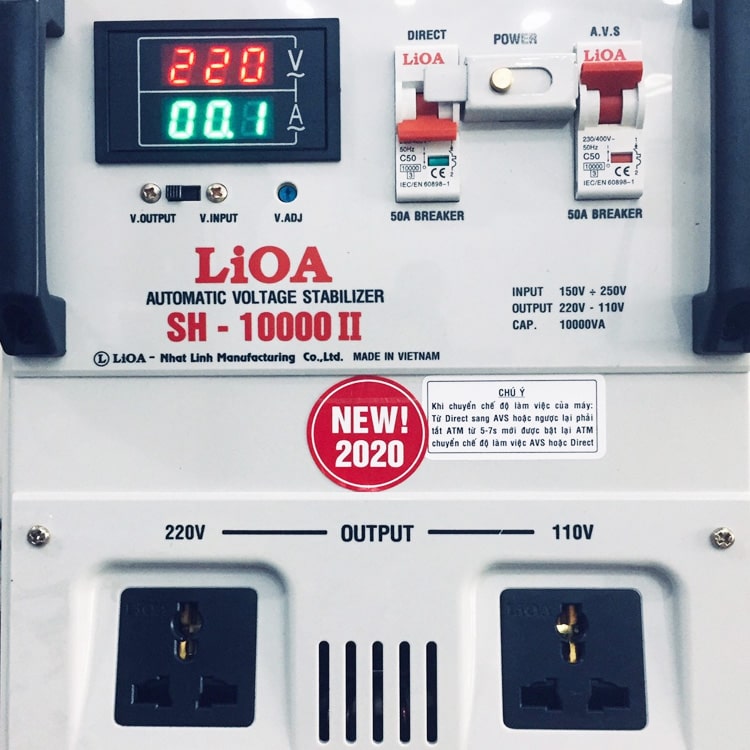 220 V~
00.1 A~
V.OUTPUT V.INPUT V.ADJ
DIRECT POWER A.V.S
LiOA
C50
10000
3
CE
IEC/EN 60898-1
50A BREAKER
LiOA
230/400V~
50Hz
C50
10000
3
CE
IEC/EN 60898-1
50A BREAKER
LiOA
AUTOMATIC VOLTAGE STABILIZER
SH - 10000 II
INPUT 150V ÷ 250V
OUTPUT 220V - 110V
CAP. 10000VA
Ⓛ LiOA - Nhat Linh Manufacturing Co.,Ltd. MADE IN VIETNAM
NEW!
2020
CHÚ Ý
Khi chuyển chế độ làm việc của máy:
Từ Direct sang AVS hoặc ngược lại phải
tắt ATM từ 5-7s mới được bật lại ATM
chuyển chế độ làm việc AVS hoặc Direct
220V OUTPUT 110V
LiOA LiOA